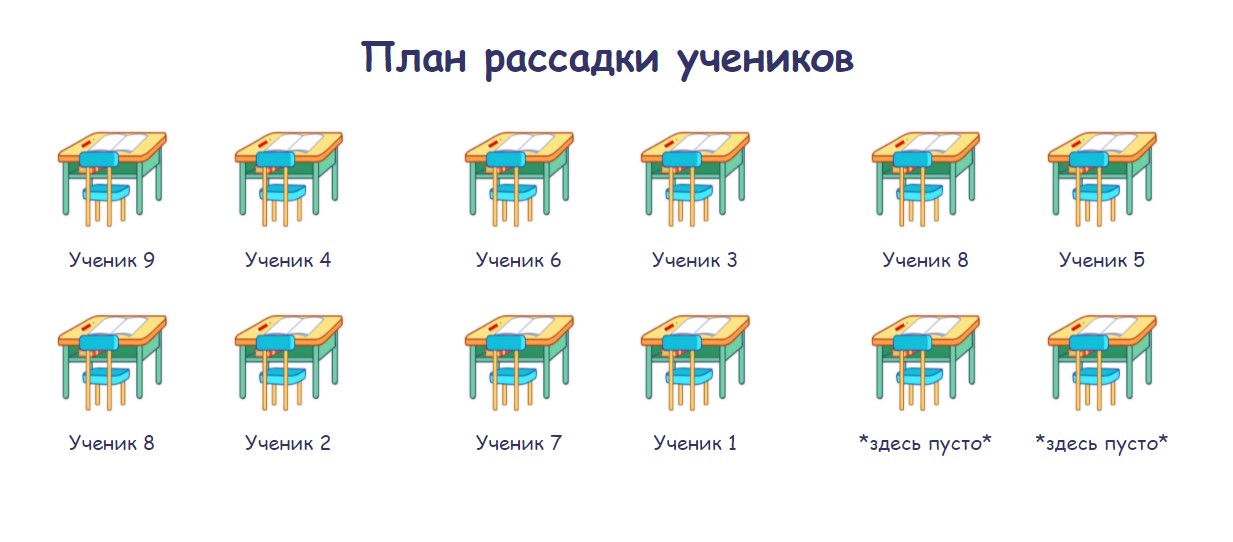 План рассадки учеников
Ученик 9 Ученик 4 Ученик 6 Ученик 3 Ученик 8 Ученик 5
Ученик 8 Ученик 2 Ученик 7 Ученик 1 *здесь пусто* *здесь пусто*